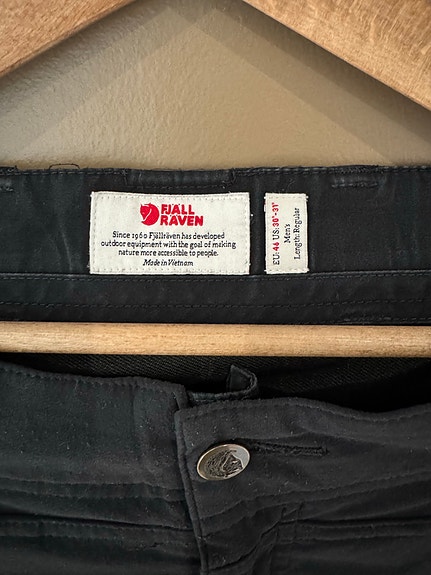 FJÄLL
RÄVEN
Since 1960 Fjällräven has developed
outdoor equipment with the goal of making
nature more accessible to people.
Made in Vietnam
EU: 46 US: 30"-31"
Men's
Length: Regular